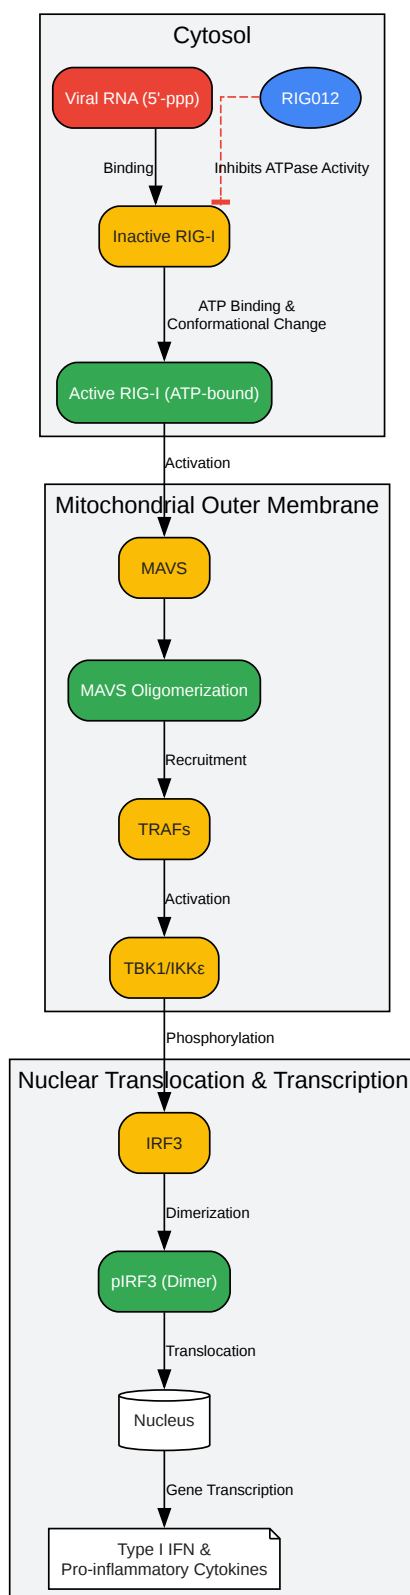 Cytosol
Viral RNA (5'-ppp)
RIG012
Binding
Inhibits ATPase Activity
Inactive RIG-I
ATP Binding &
Conformational Change
Active RIG-I (ATP-bound)
Activation
Mitochondrial Outer Membrane
MAVS
MAVS Oligomerization
Recruitment
TRAFs
Activation
TBK1/IKKε
Phosphorylation
Nuclear Translocation & Transcription
IRF3
Dimerization
pIRF3 (Dimer)
Translocation
Nucleus
Gene Transcription
Type I IFN &
Pro-inflammatory Cytokines